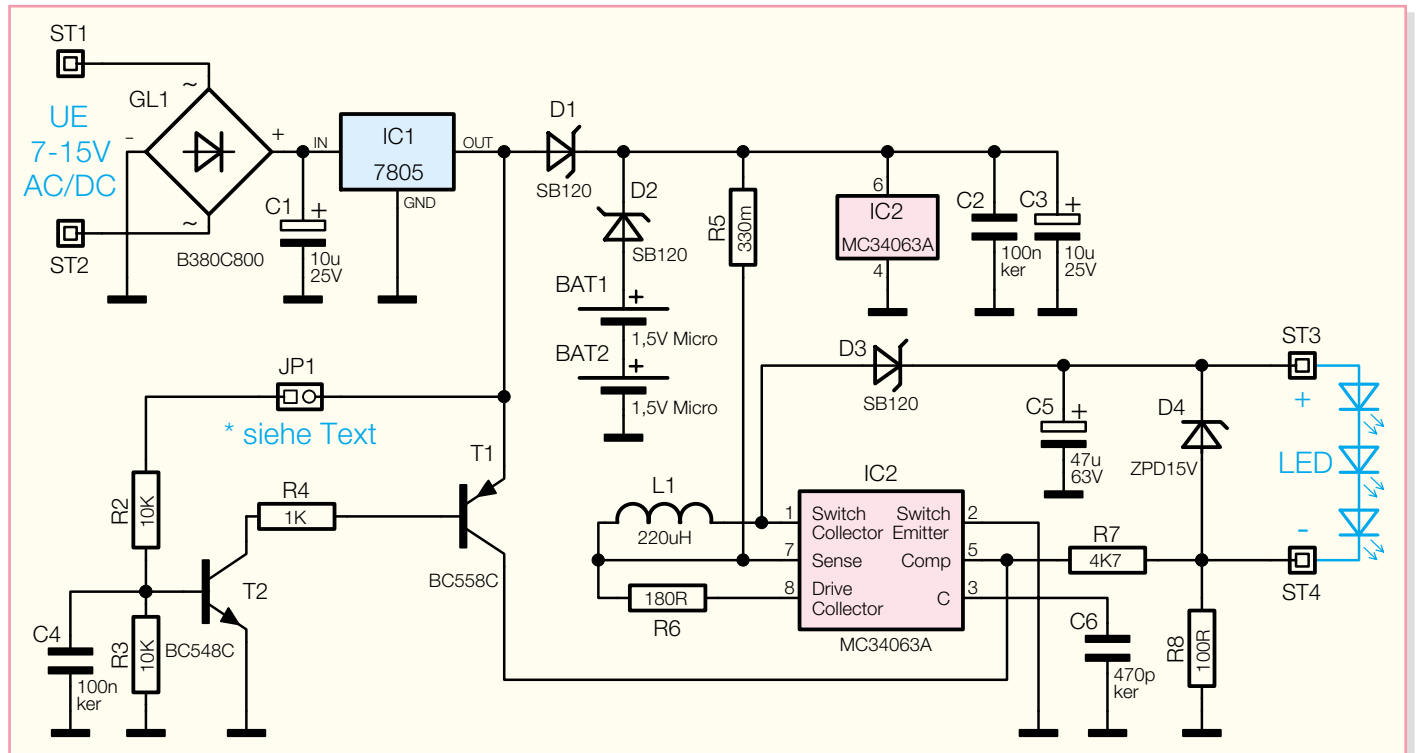 ST1
~
GL1
UE
7-15V
AC/DC
-
+
~
ST2
B380C800
C1
+
10u
25V
IN
IC1
7805
OUT
GND
D1
SB120
D2
SB120
BAT1
+
1,5V Micro
BAT2
+
1,5V Micro
R5
330m
6
IC2
MC34063A
4
C2
100n
ker
C3
+
10u
25V
JP1
* siehe Text
R2
10K
R4
1K
T1
BC558C
T2
BC548C
C4
100n
ker
R3
10K
D3
SB120
C5
+
47u
63V
D4
ZPD15V
ST3
+
LED
-
ST4
L1
220uH
180R
R6
IC2
1
Switch
Collector
Switch
Emitter
2
7
Sense
Comp
5
8
Drive
Collector
C
3
MC34063A
R7
4K7
C6
470p
ker
R8
100R